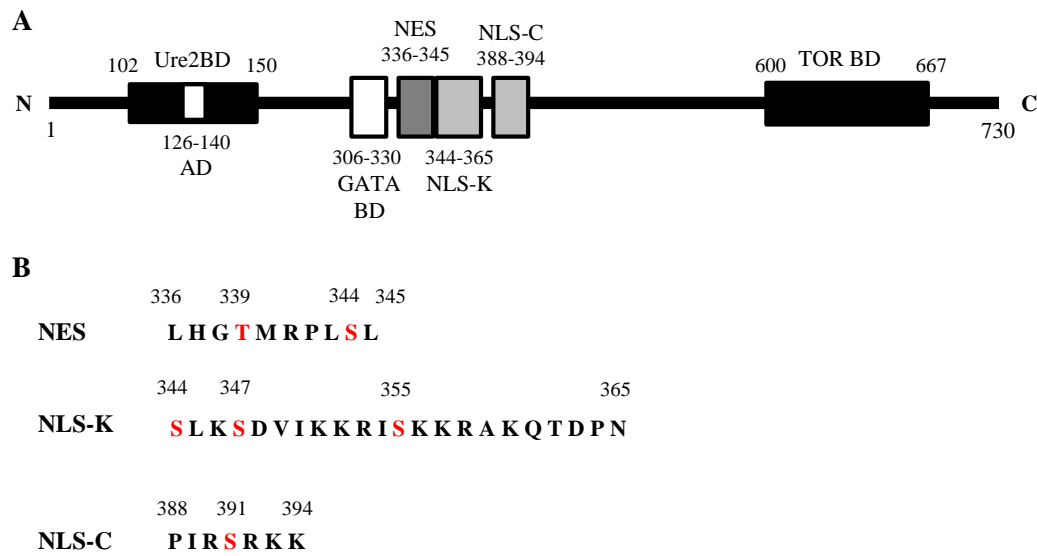 A
NES NLS-C
Ure2BD 336-345 388-394 TOR BD
102 150 600 667
N C
1 730
126-140 306-330 344-365
AD GATA NLS-K
BD
B
336 339 344 345
NES L H G T M R P L S L
344 347 355 365
NLS-K S L K S D V I K K R I S K K R A K Q T D P N
388 391 394
NLS-C P I R S R K K